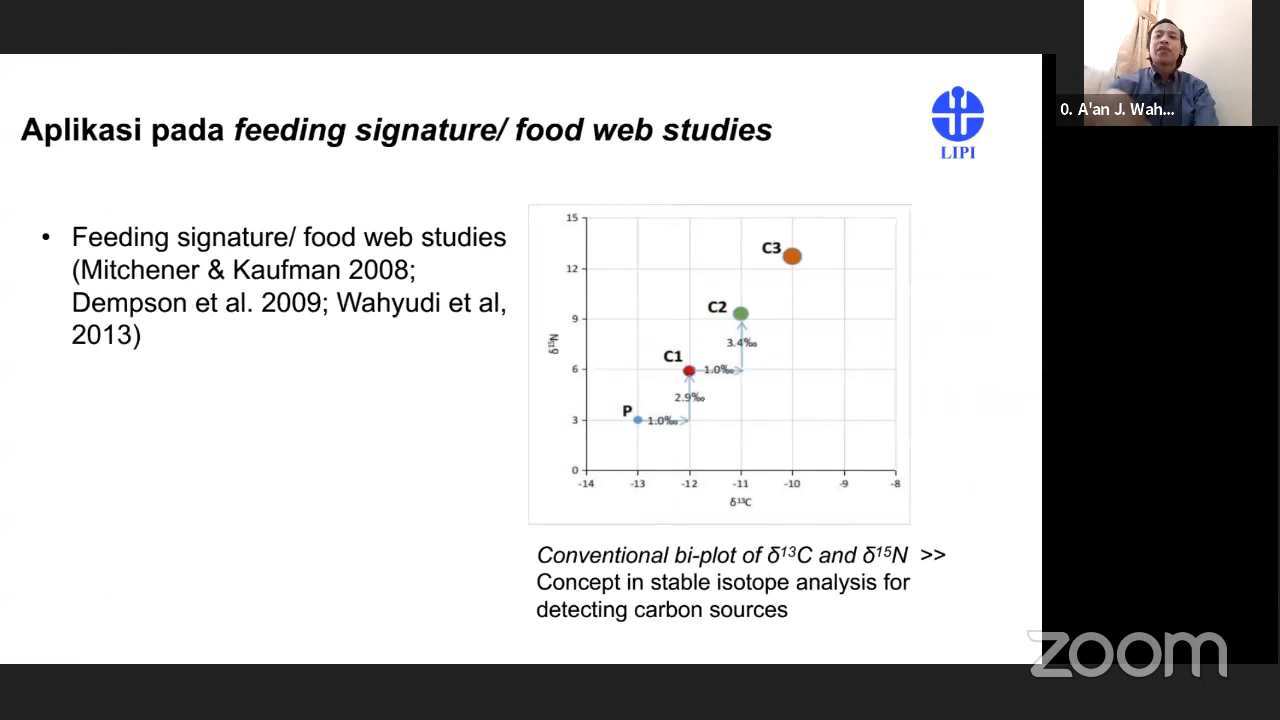 0. A'an J. Wah...
Aplikasi pada feeding signature/ food web studies
LIPI
• Feeding signature/ food web studies
(Mitchener & Kaufman 2008;
Dempson et al. 2009; Wahyudi et al,
2013)
15
12
9
6
3
0
δ¹⁵N
C3
C2
3.4‰
C1
1.0‰
2.9‰
P
1.0‰
-14 -13 -12 -11 -10 -9 -8
δ¹³C
Conventional bi-plot of δ¹³C and δ¹⁵N >>
Concept in stable isotope analysis for
detecting carbon sources
zoom